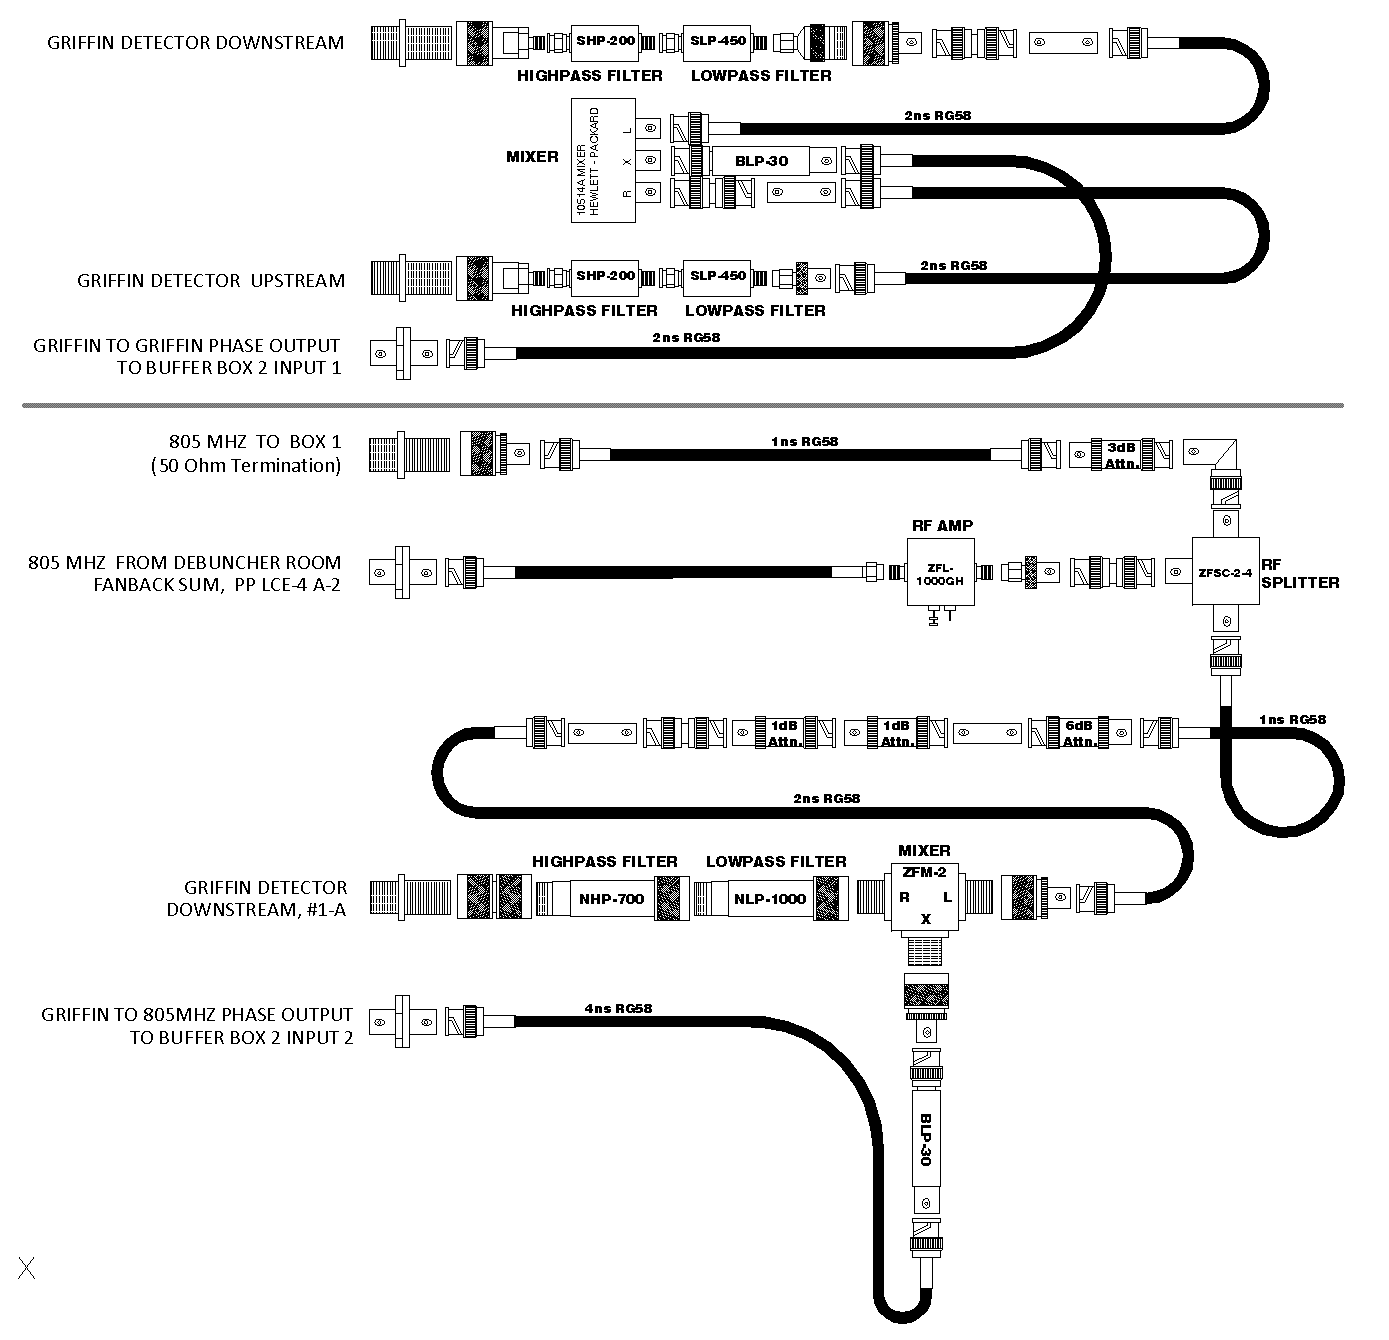 GRIFFIN DETECTOR DOWNSTREAM
SHP-200
SLP-450
HIGHPASS FILTER
LOWPASS FILTER
2ns RG58
MIXER
10514A MIXER
HEWLETT - PACKARD
L
X
R
BLP-30
GRIFFIN DETECTOR  UPSTREAM
SHP-200
SLP-450
2ns RG58
HIGHPASS FILTER
LOWPASS FILTER
GRIFFIN TO GRIFFIN PHASE OUTPUT
TO BUFFER BOX 2 INPUT 1
2ns RG58
805 MHZ  TO  BOX 1
(50 Ohm Termination)
1ns RG58
3dB
Attn.
RF AMP
805 MHZ  FROM DEBUNCHER ROOM
FANBACK SUM,  PP LCE-4 A-2
ZFL-
1000GH
ZFSC-2-4
RF
SPLITTER
1dB
Attn.
1dB
Attn.
6dB
Attn.
1ns RG58
2ns RG58
HIGHPASS FILTER
LOWPASS FILTER
MIXER
ZFM-2
R
L
X
GRIFFIN DETECTOR
DOWNSTREAM, #1-A
NHP-700
NLP-1000
GRIFFIN TO 805MHZ PHASE OUTPUT
TO BUFFER BOX 2 INPUT 2
4ns RG58
BLP-30
X